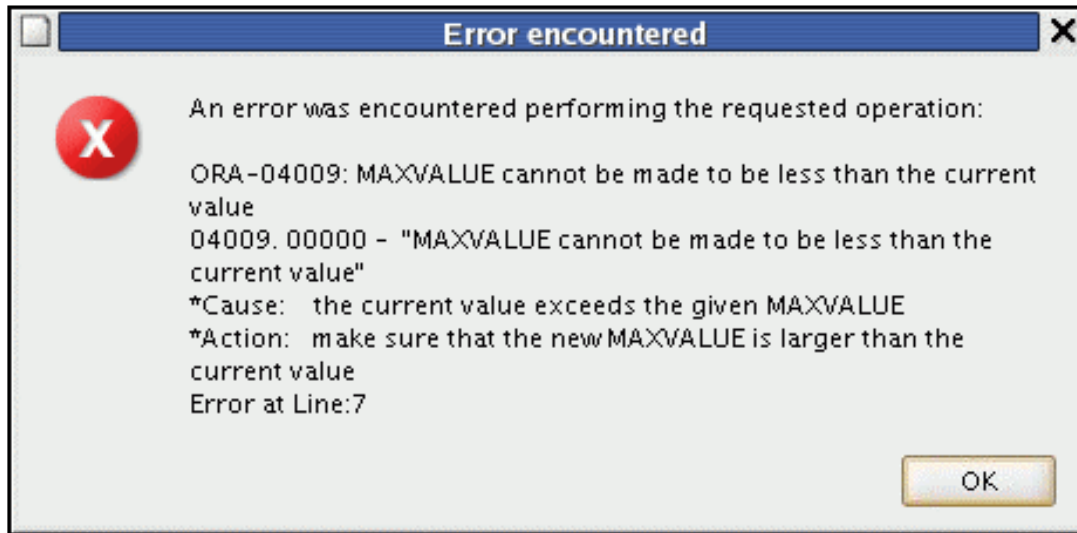 Error encountered
An error was encountered performing the requested operation:
ORA-04009: MAXVALUE cannot be made to be less than the current
value
04009. 00000 - "MAXVALUE cannot be made to be less than the
current value"
*Cause: the current value exceeds the given MAXVALUE
*Action: make sure that the new MAXVALUE is larger than the
current value
Error at Line:7
OK